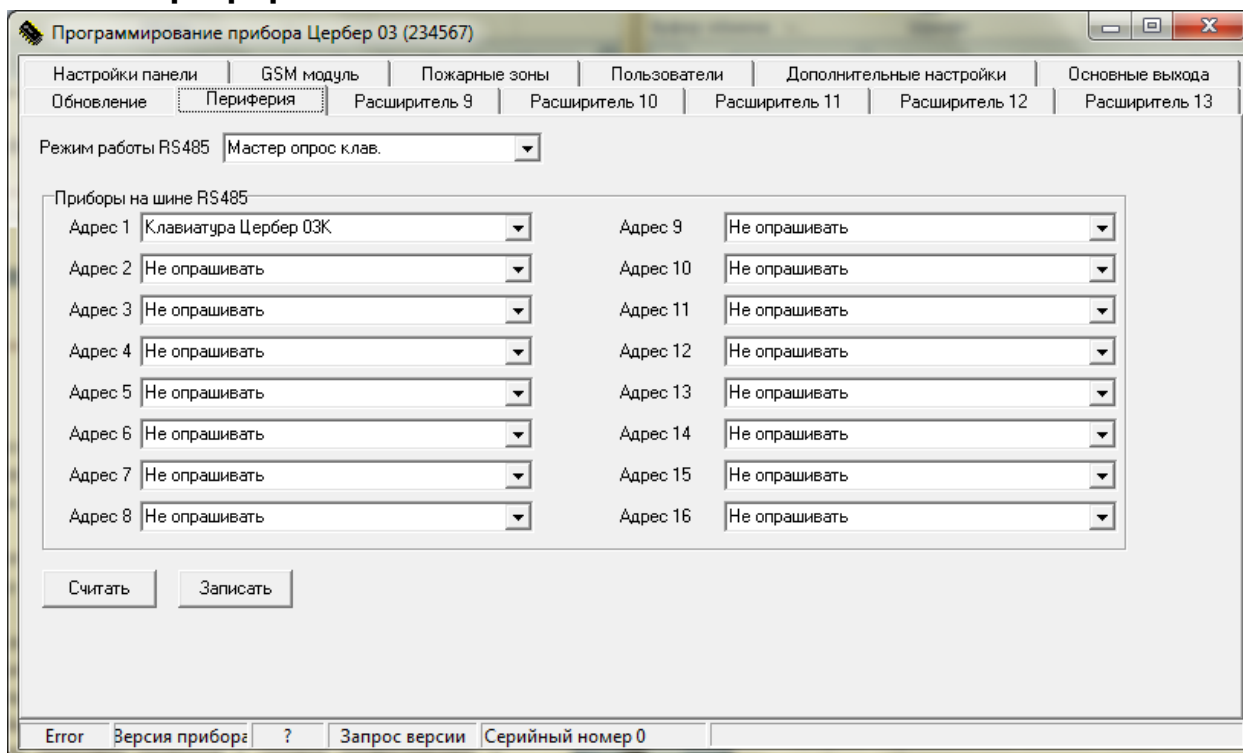 Программирование прибора Цербер 03 (234567)
Настройки панели GSM модуль Пожарные зоны Пользователи Дополнительные настройки Основные выхода
Обновление Периферия Расширитель 9 Расширитель 10 Расширитель 11 Расширитель 12 Расширитель 13
Режим работы RS485 Мастер опрос клав.
Приборы на шине RS485
Адрес 1 Клавиатура Цербер 03К Адрес 9 Не опрашивать
Адрес 2 Не опрашивать Адрес 10 Не опрашивать
Адрес 3 Не опрашивать Адрес 11 Не опрашивать
Адрес 4 Не опрашивать Адрес 12 Не опрашивать
Адрес 5 Не опрашивать Адрес 13 Не опрашивать
Адрес 6 Не опрашивать Адрес 14 Не опрашивать
Адрес 7 Не опрашивать Адрес 15 Не опрашивать
Адрес 8 Не опрашивать Адрес 16 Не опрашивать
Считать Записать
Error Версия прибора ? Запрос версии Серийный номер 0